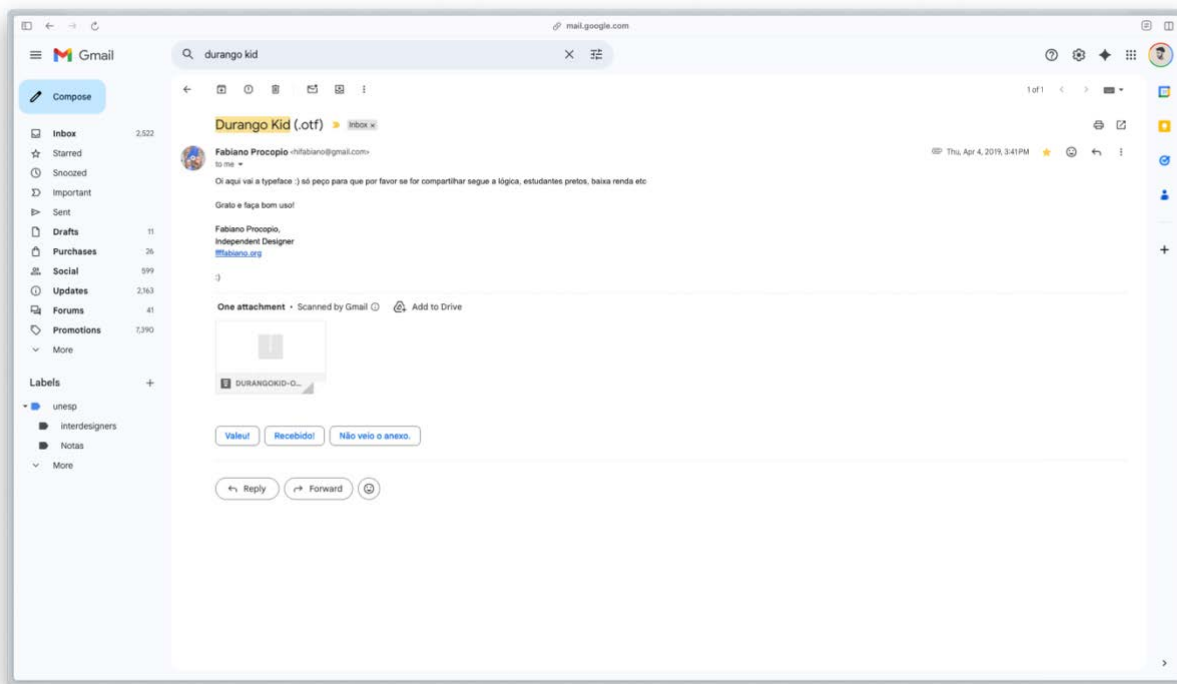 mail.google.com
Gmail
durango kid
Compose
1 of 1
Inbox 2,522
Starred
Snoozed
Important
Sent
Drafts 11
Purchases 26
Social 599
Updates 2,163
Forums 41
Promotions 7,390
More
Labels
unesp
interdesigners
Notas
More
Durango Kid (.otf)
Inbox x
Fabiano Procopio <hifabiano@gmail.com>
Thu, Apr 4, 2019, 3:41 PM
to me
Oi aqui vai a typeface :) só peço para que por favor se for compartilhar segue a lógica, estudantes pretos, baixa renda etc
Grato e faça bom uso!
Fabiano Procopio,
Independent Designer
:)
One attachment • Scanned by Gmail
Add to Drive
DURANGOKID-O...
Valeu!
Recebido!
Não veio o anexo.
Reply
Forward